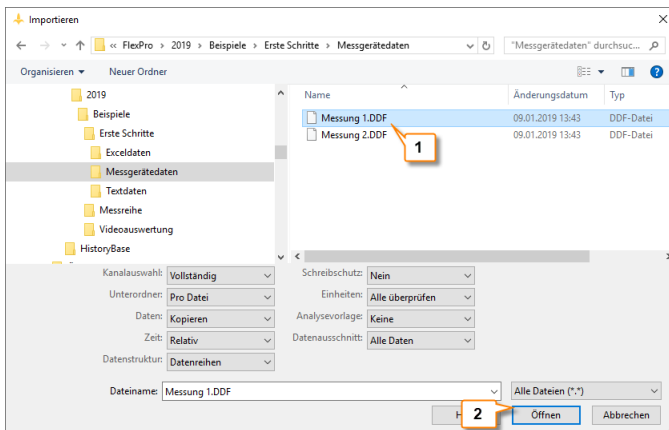 Importieren
« FlexPro > 2019 > Beispiele > Erste Schritte > Messgerätedaten
"Messgerätedaten" durchsuc...
Organisieren
Neuer Ordner
2019
Beispiele
Erste Schritte
Exceldaten
Messgerätedaten
Textdaten
Messreihe
Videoauswertung
HistoryBase
Name Änderungsdatum Typ
Messung 1.DDF 09.01.2019 13:43 DDF-Datei
Messung 2.DDF 09.01.2019 13:43 DDF-Datei
1
Kanalauswahl: Vollständig Schreibschutz: Nein
Unterordner: Pro Datei Einheiten: Alle überprüfen
Daten: Kopieren Analysevorlage: Keine
Zeit: Relativ Datenausschnitt: Alle Daten
Datenstruktur: Datenreihen
Dateiname: Messung 1.DDF Alle Dateien (*.*)
2 Öffnen Abbrechen